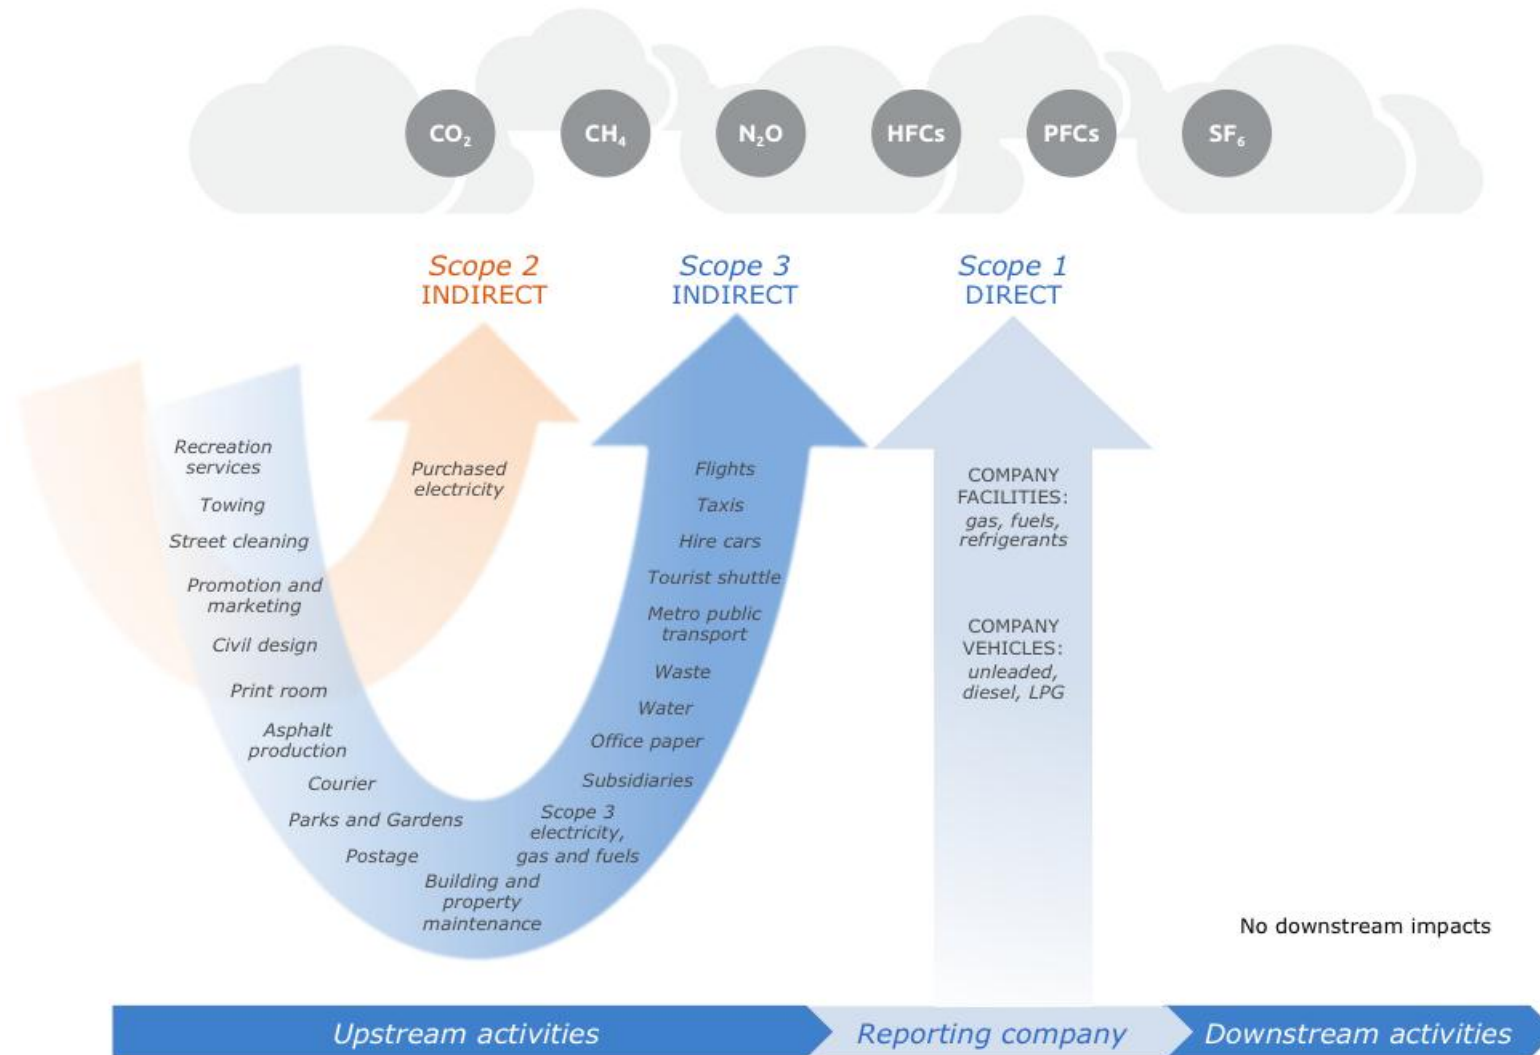 CO₂
CH₄
N₂O
HFCs
PFCs
SF₆
Scope 2
INDIRECT
Scope 3
INDIRECT
Scope 1
DIRECT
Recreation
services
Towing
Street cleaning
Promotion and
marketing
Civil design
Print room
Asphalt
production
Courier
Parks and Gardens
Postage
Building and
property
maintenance
Purchased
electricity
Flights
Taxis
Hire cars
Tourist shuttle
Metro public
transport
Waste
Water
Office paper
Subsidiaries
Scope 3
electricity,
gas and fuels
COMPANY
FACILITIES:
gas, fuels,
refrigerants
COMPANY
VEHICLES:
unleaded,
diesel, LPG
No downstream impacts
Upstream activities
Reporting company
Downstream activities